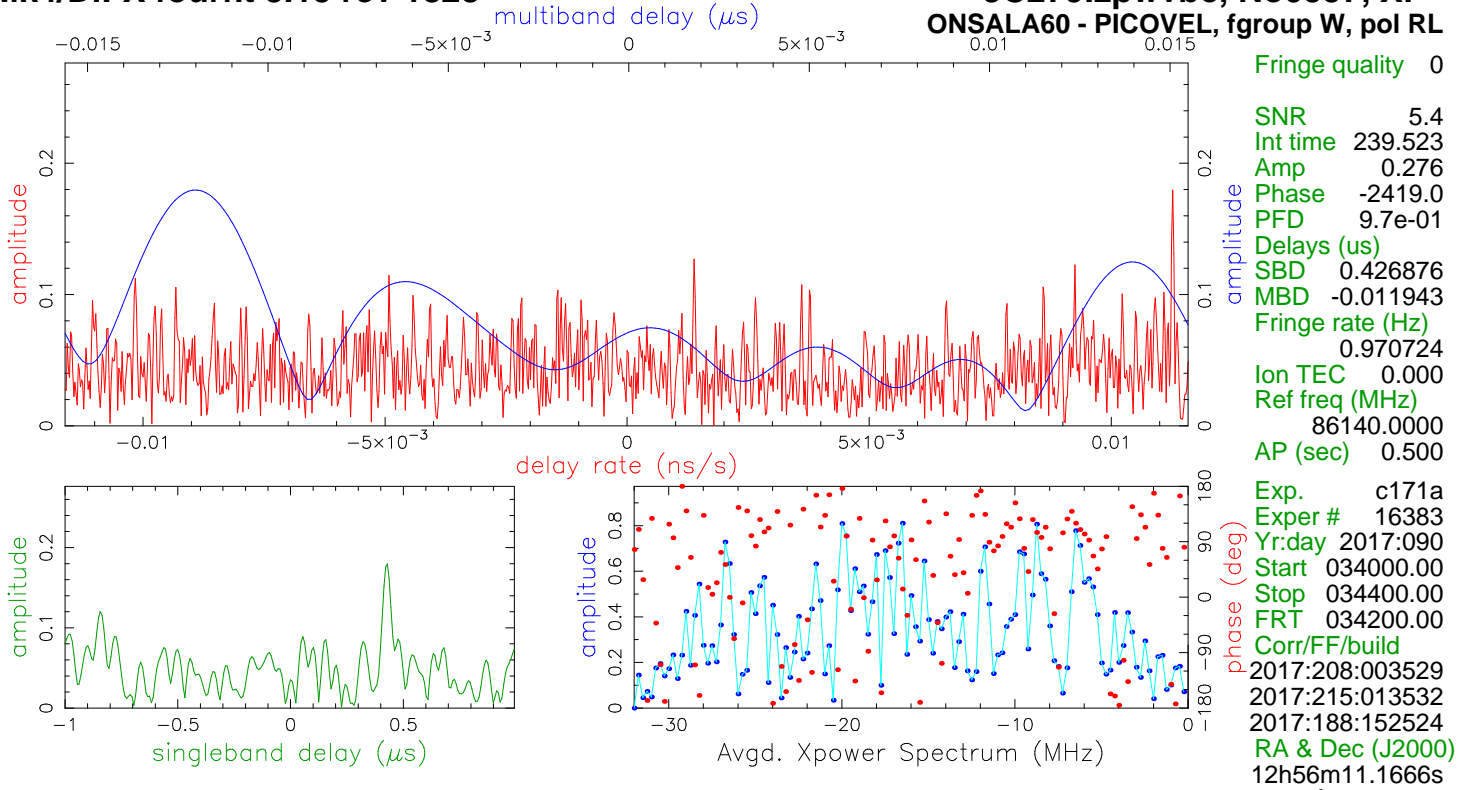 multiband delay (μs)
ONSALA60 - PICOVEL, fgroup W, pol RL
−0.015 −0.01 −5×10−3 0 5×10−3 0.01 0.015
amplitude
0 0.1 0.2
amplitude
0 0.1 0.2
−0.01 −5×10−3 0 5×10−3 0.01
delay rate (ns/s)
amplitude
0 0.1 0.2
−1 −0.5 0 0.5
singleband delay (μs)
amplitude
0 0.2 0.4 0.6 0.8
phase (deg)
180 90 0 −90 −180
−30 −20 −10 0
Avgd. Xpower Spectrum (MHz)
Fringe quality 0
SNR 5.4
Int time 239.523
Amp 0.276
Phase -2419.0
PFD 9.7e-01
Delays (us)
SBD 0.426876
MBD -0.011943
Fringe rate (Hz)
0.970724
Ion TEC 0.000
Ref freq (MHz)
86140.0000
AP (sec) 0.500
Exp. c171a
Exper # 16383
Yr:day 2017:090
Start 034000.00
Stop 034400.00
FRT 034200.00
Corr/FF/build
2017:208:003529
2017:215:013532
2017:188:152524
RA & Dec (J2000)
12h56m11.1666s